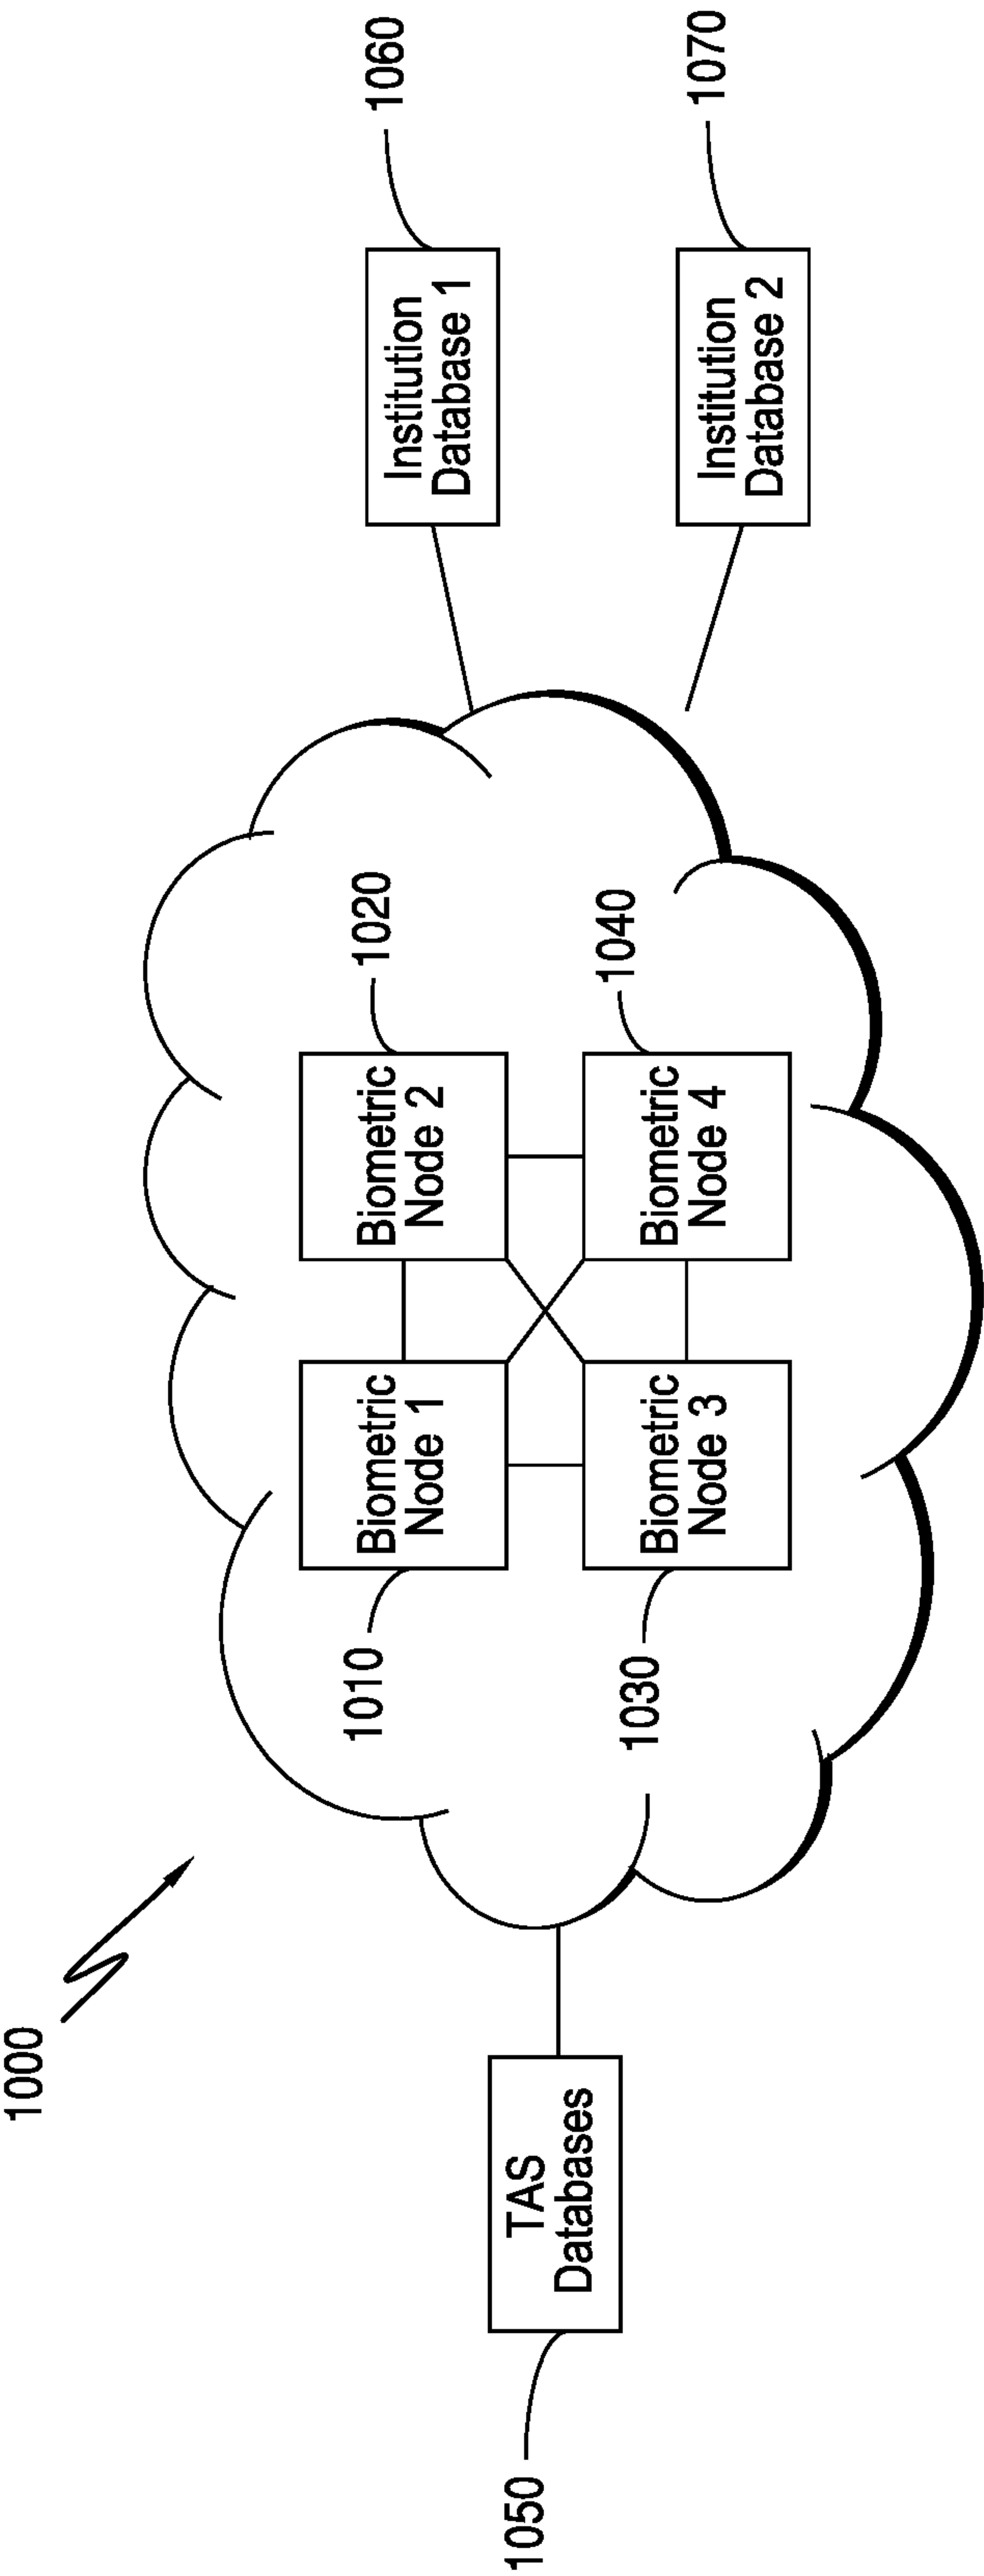 1000
1010
Biometric
Node 1
Biometric
Node 2
1020
1060
Institution
Database 1
TAS
Databases
1050
1030
Biometric
Node 3
Biometric
Node 4
1040
Institution
Database 2
1070